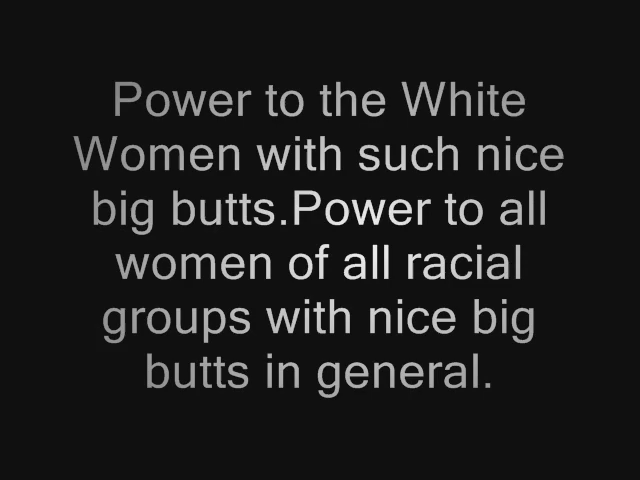 Power to the White
Women with such nice
big butts.Power to all
women of all racial
groups with nice big
butts in general.